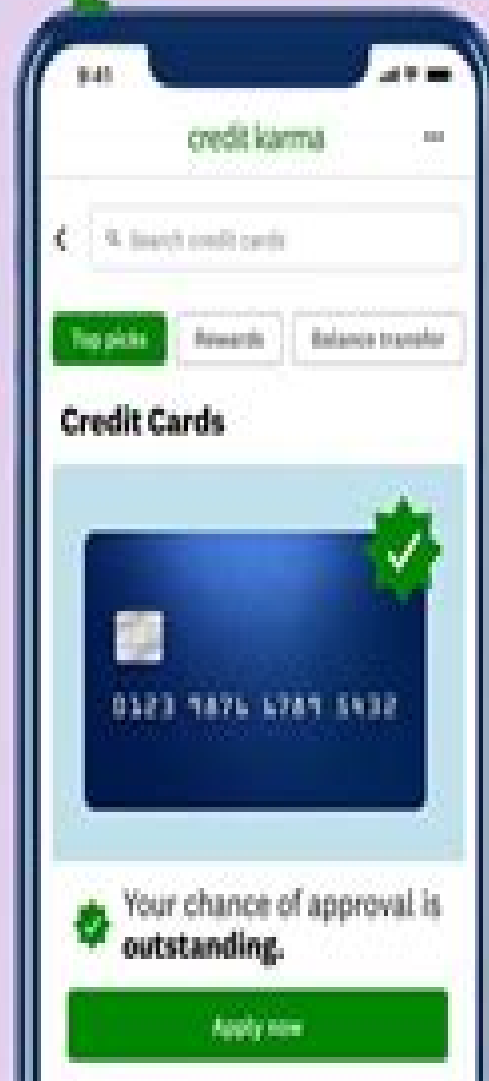 9:41
credit karma
Search credit cards
Top picks Rewards Balance transfer
Credit Cards
0123 9876 6789 5432
Your chance of approval is
outstanding.
Apply now